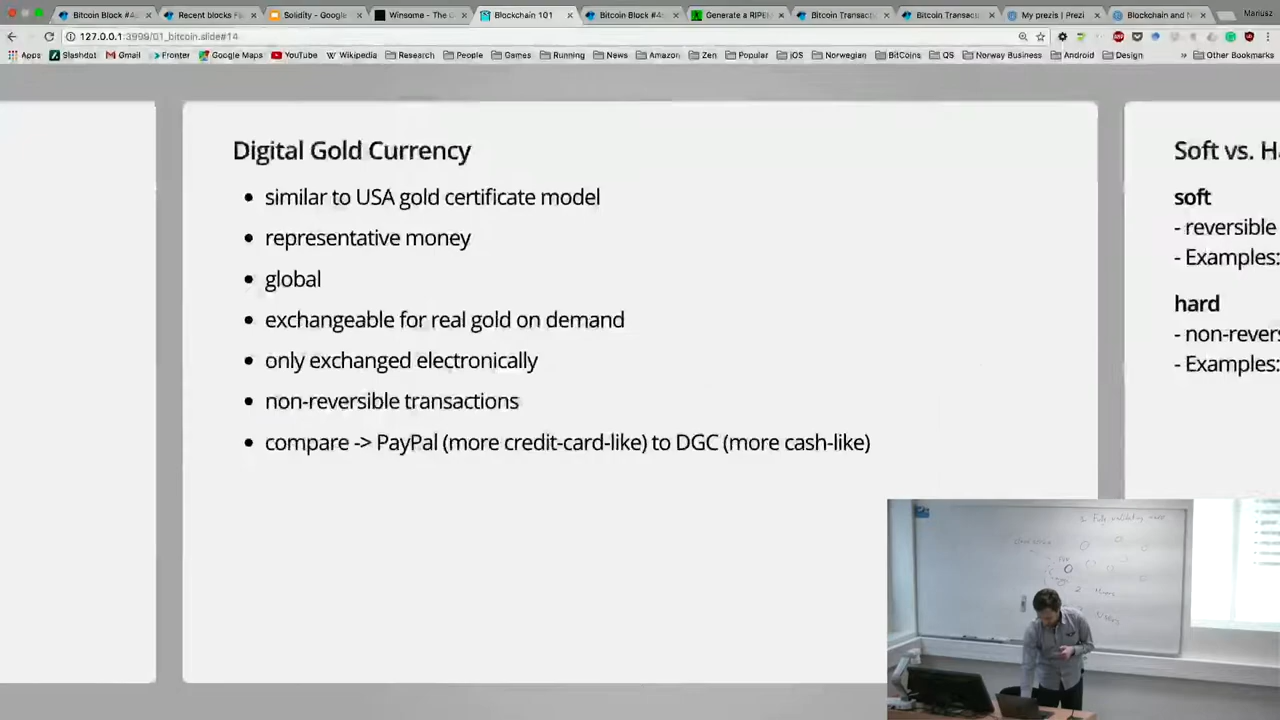 Bitcoin Block #4
Recent blocks
Solidity - Google
Winsome - The G
Blockchain 101
Bitcoin Block #4
Generate a RIPEM
Bitcoin Transac
Bitcoin Transac
My prezis | Prezi
Blockchain and N
Mariusz
127.0.0.1:3999/01_bitcoin.slide#14
Apps Slashdot Gmail Fronter Google Maps YouTube Wikipedia Research People Games Running News Amazon Zen Popular iOS Norwegian BitCoins QS Norway Business Android Design » Other Bookmarks
Digital Gold Currency
• similar to USA gold certificate model
• representative money
• global
• exchangeable for real gold on demand
• only exchanged electronically
• non-reversible transactions
• compare -> PayPal (more credit-card-like) to DGC (more cash-like)
Soft vs. H
soft
- reversible
- Examples:
hard
- non-revers
- Examples: